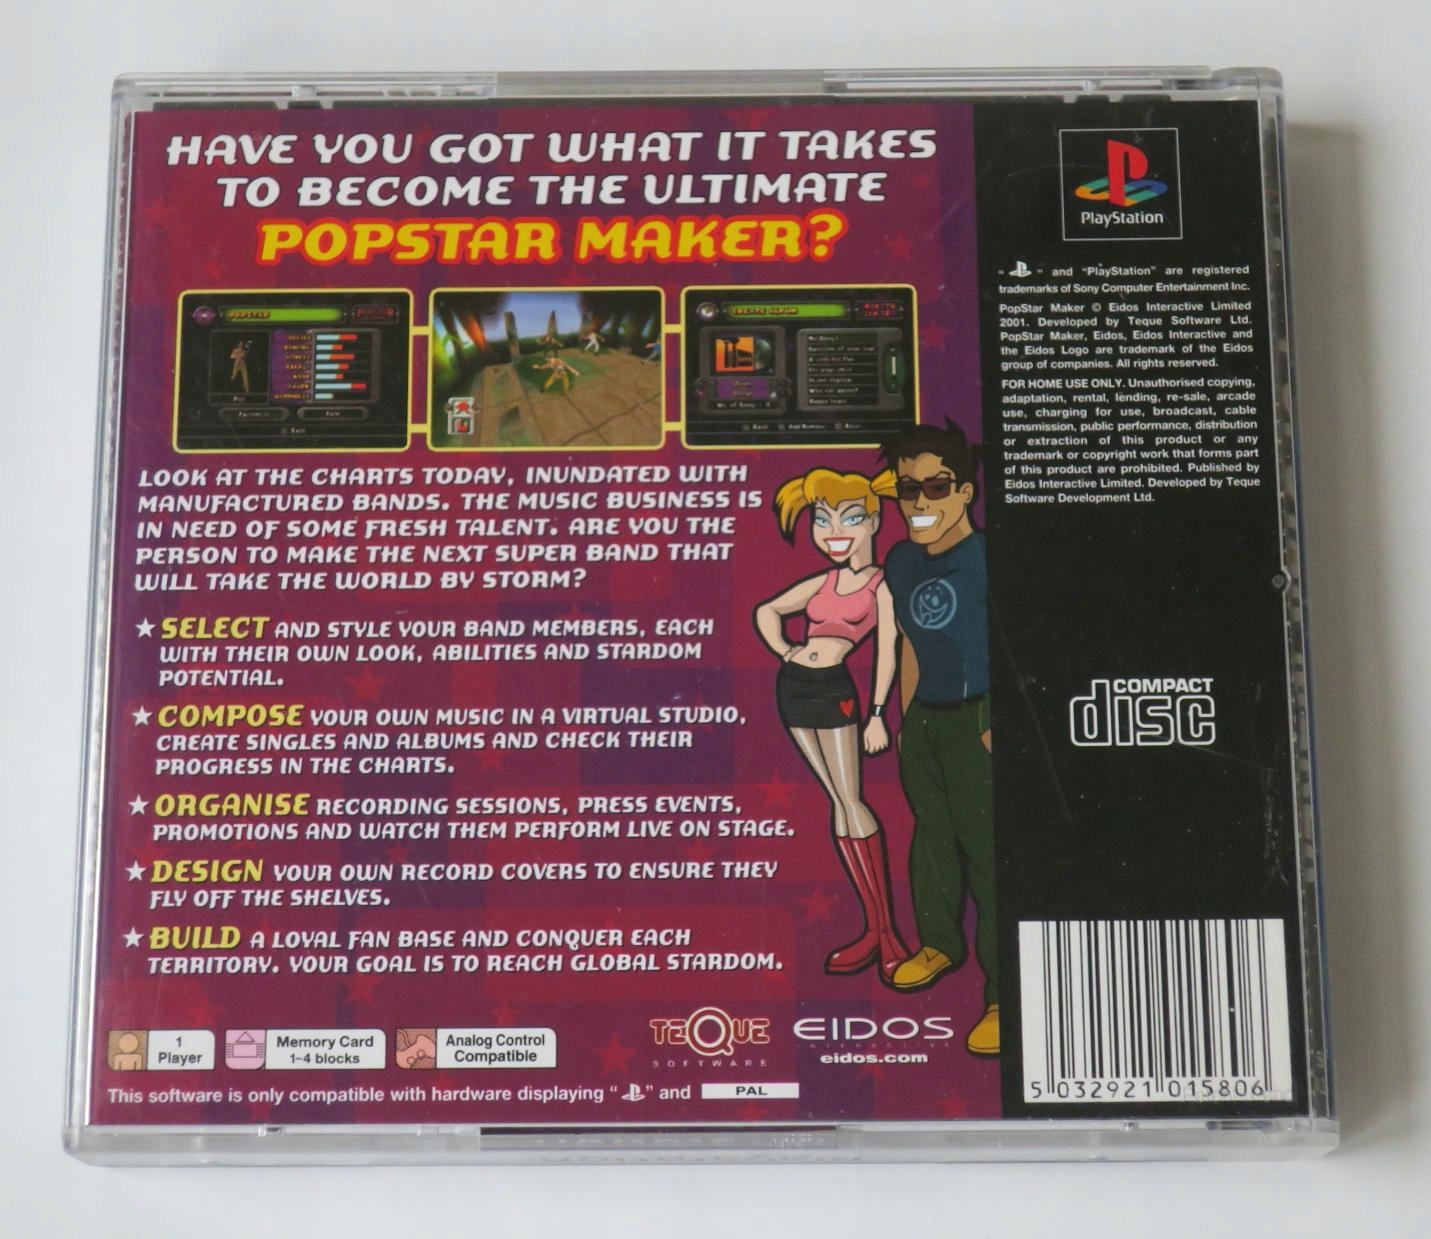 HAVE YOU GOT WHAT IT TAKES
TO BECOME THE ULTIMATE
POPSTAR MAKER?
POPSTAR
CREATE ALBUM
LOOK AT THE CHARTS TODAY, INUNDATED WITH
MANUFACTURED BANDS. THE MUSIC BUSINESS IS
IN NEED OF SOME FRESH TALENT. ARE YOU THE
PERSON TO MAKE THE NEXT SUPER BAND THAT
WILL TAKE THE WORLD BY STORM?
★ SELECT AND STYLE YOUR BAND MEMBERS, EACH
WITH THEIR OWN LOOK, ABILITIES AND STARDOM
POTENTIAL.
★ COMPOSE YOUR OWN MUSIC IN A VIRTUAL STUDIO,
CREATE SINGLES AND ALBUMS AND CHECK THEIR
PROGRESS IN THE CHARTS.
★ ORGANISE RECORDING SESSIONS, PRESS EVENTS,
PROMOTIONS AND WATCH THEM PERFORM LIVE ON STAGE.
★ DESIGN YOUR OWN RECORD COVERS TO ENSURE THEY
FLY OFF THE SHELVES.
★ BUILD A LOYAL FAN BASE AND CONQUER EACH
TERRITORY. YOUR GOAL IS TO REACH GLOBAL STARDOM.
1
Player
Memory Card
1-4 blocks
Analog Control
Compatible
TEQUE
SOFTWARE
EIDOS
INTERACTIVE
eidos.com
This software is only compatible with hardware displaying " " and PAL
PlayStation
" " and "PlayStation" are registered
trademarks of Sony Computer Entertainment Inc.
PopStar Maker © Eidos Interactive Limited
2001. Developed by Teque Software Ltd.
PopStar Maker, Eidos, Eidos Interactive and
the Eidos Logo are trademark of the Eidos
group of companies. All rights reserved.
FOR HOME USE ONLY. Unauthorised copying,
adaptation, rental, lending, re-sale, arcade
use, charging for use, broadcast, cable
transmission, public performance, distribution
or extraction of this product or any
trademark or copyright work that forms part
of this product are prohibited. Published by
Eidos Interactive Limited. Developed by Teque
Software Development Ltd.
COMPACT
disc
5 032921 015806